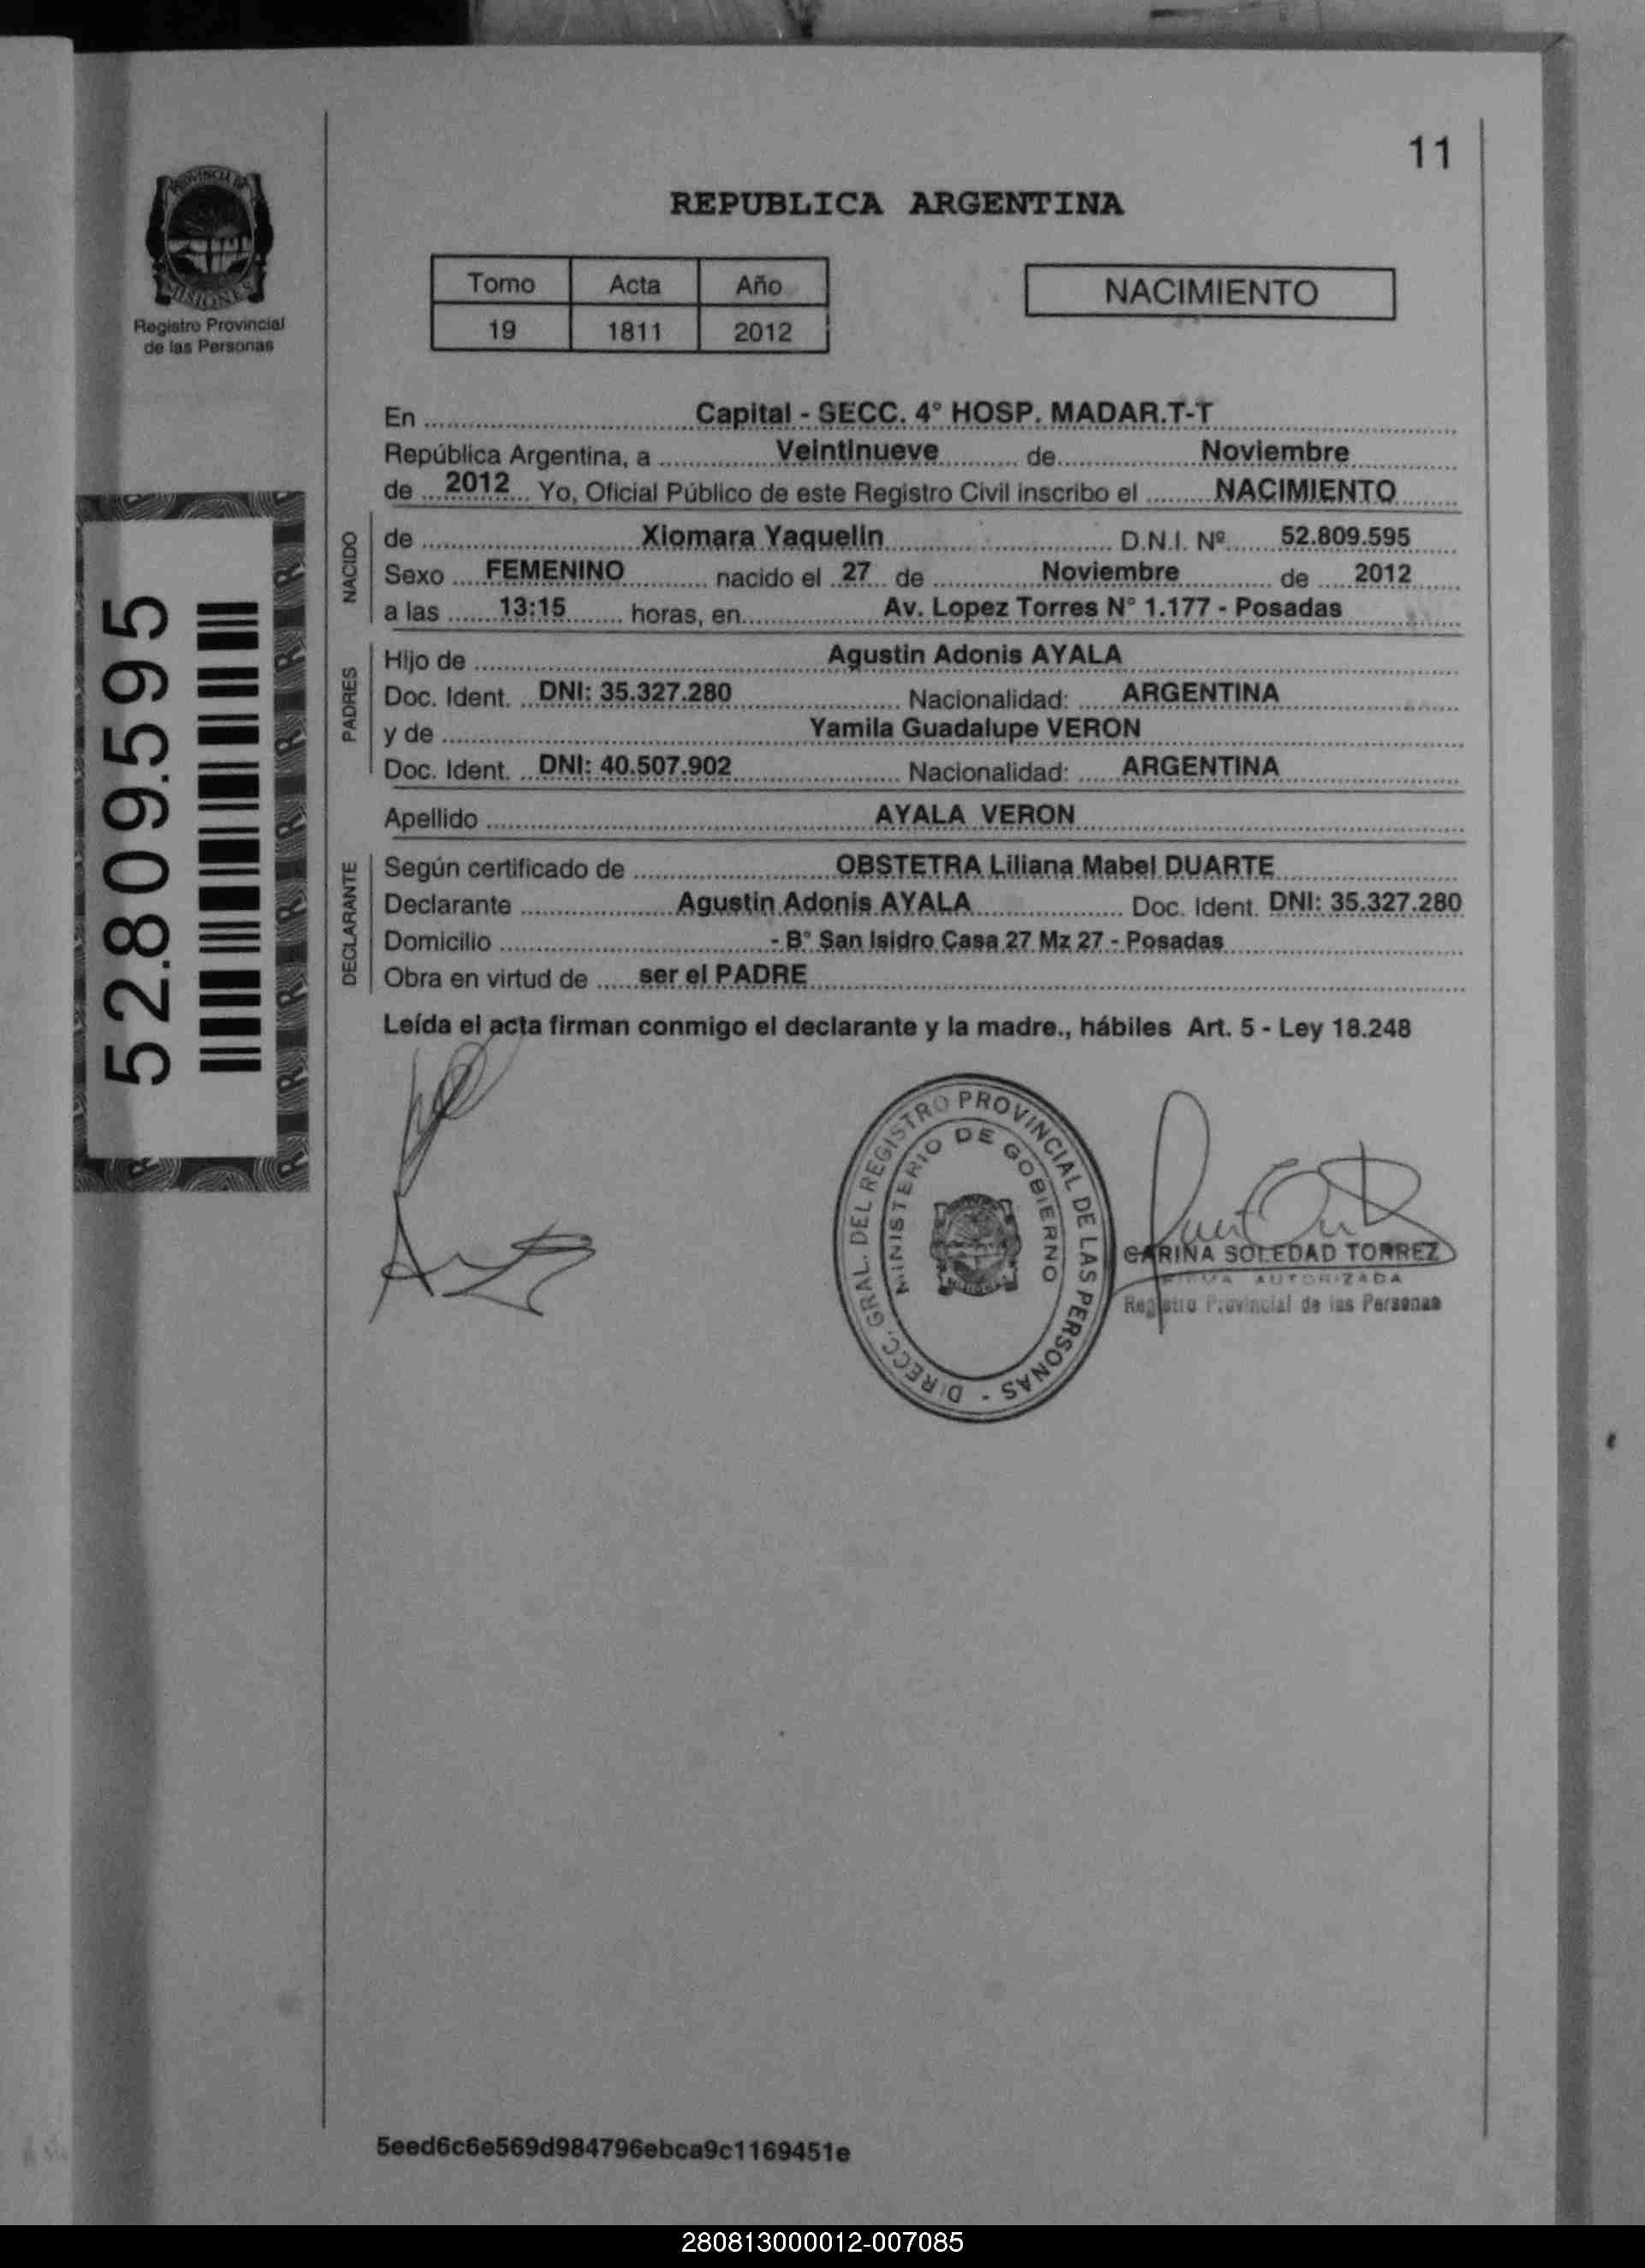 11
PROVINCIA DE
MISIONES
Registro Provincial
de las Personas
REPUBLICA ARGENTINA
Tomo Acta Año
19 1811 2012
NACIMIENTO
En Capital - SECC. 4° HOSP. MADAR.T-T
República Argentina, a Veintinueve de Noviembre
de 2012 Yo, Oficial Público de este Registro Civil inscribo el NACIMIENTO
NACIDO
de Xiomara Yaquelin D.N.I. Nº 52.809.595
Sexo FEMENINO nacido el 27 de Noviembre de 2012
a las 13:15 horas, en Av. Lopez Torres N° 1.177 - Posadas
PADRES
Hijo de Agustin Adonis AYALA
Doc. Ident. DNI: 35.327.280 Nacionalidad: ARGENTINA
y de Yamila Guadalupe VERON
Doc. Ident. DNI: 40.507.902 Nacionalidad: ARGENTINA
Apellido AYALA VERON
DECLARANTE
Según certificado de OBSTETRA Liliana Mabel DUARTE
Declarante Agustin Adonis AYALA Doc. Ident. DNI: 35.327.280
Domicilio - B° San Isidro Casa 27 Mz 27 - Posadas
Obra en virtud de ser el PADRE
Leída el acta firman conmigo el declarante y la madre., hábiles Art. 5 - Ley 18.248
52.809.595
DIRECC. GRAL. DEL REGISTRO PROVINCIAL DE LAS PERSONAS -
MINISTERIO DE GOBIERNO
CARINA SOLEDAD TORREZ
FIRMA AUTORIZADA
Registro Provincial de las Personas
5eed6c6e569d984796ebca9c1169451e
280813000012-007085